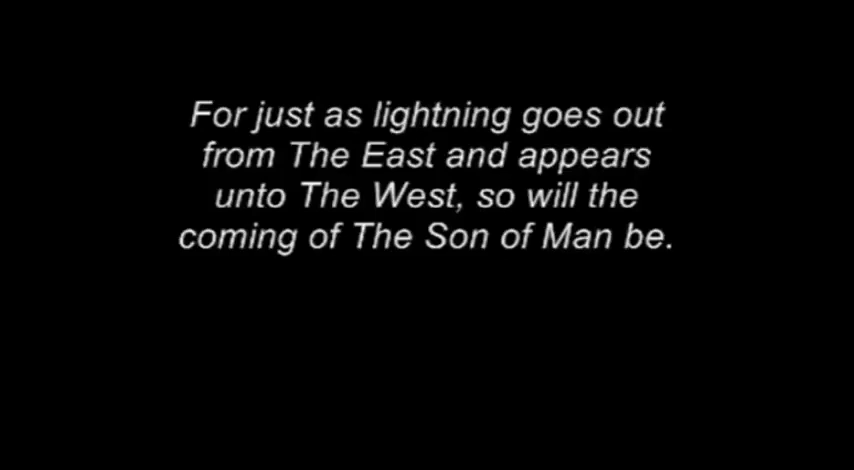 For just as lightning goes out
from The East and appears
unto The West, so will the
coming of The Son of Man be.